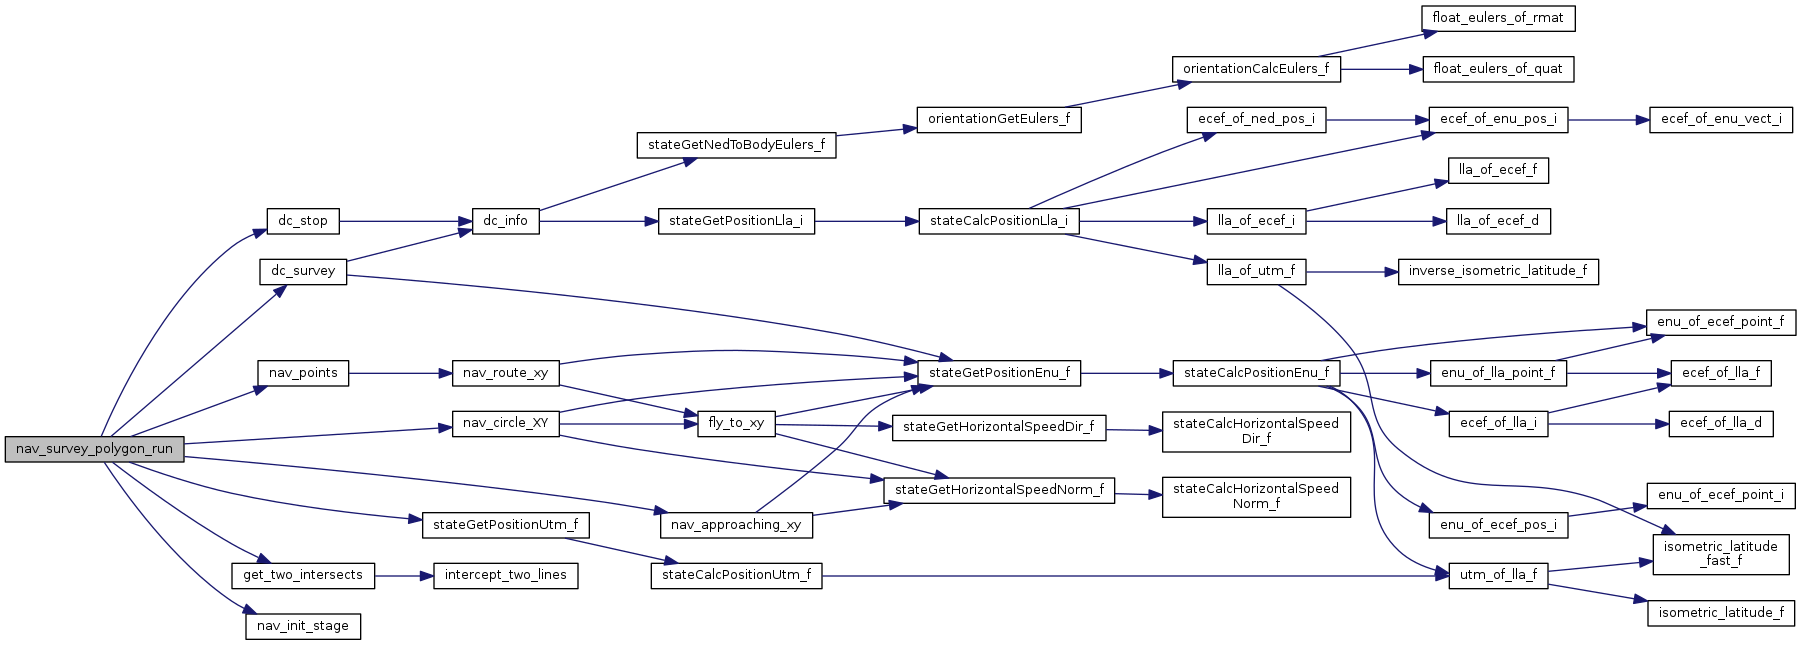 float_eulers_of_rmat
orientationCalcEulers_f
float_eulers_of_quat
orientationGetEulers_f
ecef_of_ned_pos_i
ecef_of_enu_pos_i
ecef_of_enu_vect_i
stateGetNedToBodyEulers_f
lla_of_ecef_f
dc_stop
dc_info
stateGetPositionLla_i
stateCalcPositionLla_i
lla_of_ecef_i
lla_of_ecef_d
dc_survey
lla_of_utm_f
inverse_isometric_latitude_f
enu_of_ecef_point_f
nav_points
nav_route_xy
stateGetPositionEnu_f
stateCalcPositionEnu_f
enu_of_lla_point_f
ecef_of_lla_f
nav_circle_XY
fly_to_xy
stateGetHorizontalSpeedDir_f
stateCalcHorizontalSpeed
Dir_f
ecef_of_lla_i
ecef_of_lla_d
nav_survey_polygon_run
stateGetHorizontalSpeedNorm_f
stateCalcHorizontalSpeed
Norm_f
enu_of_ecef_point_i
stateGetPositionUtm_f
nav_approaching_xy
enu_of_ecef_pos_i
isometric_latitude
_fast_f
get_two_intersects
intercept_two_lines
stateCalcPositionUtm_f
utm_of_lla_f
nav_init_stage
isometric_latitude_f